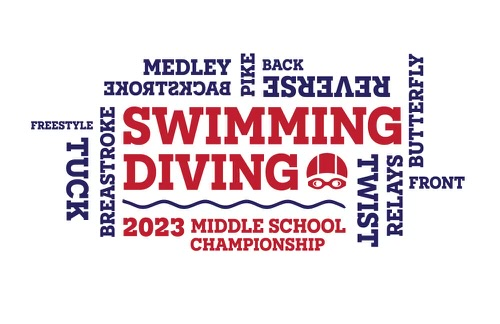 MEDLEY
BACKSTROKE
PIKE
BACK
REVERSE
BUTTERFLY
FREESTYLE
TUCK
BREASTROKE
SWIMMING
DIVING
TWIST
RELAYS
FRONT
2023 MIDDLE SCHOOL
CHAMPIONSHIP